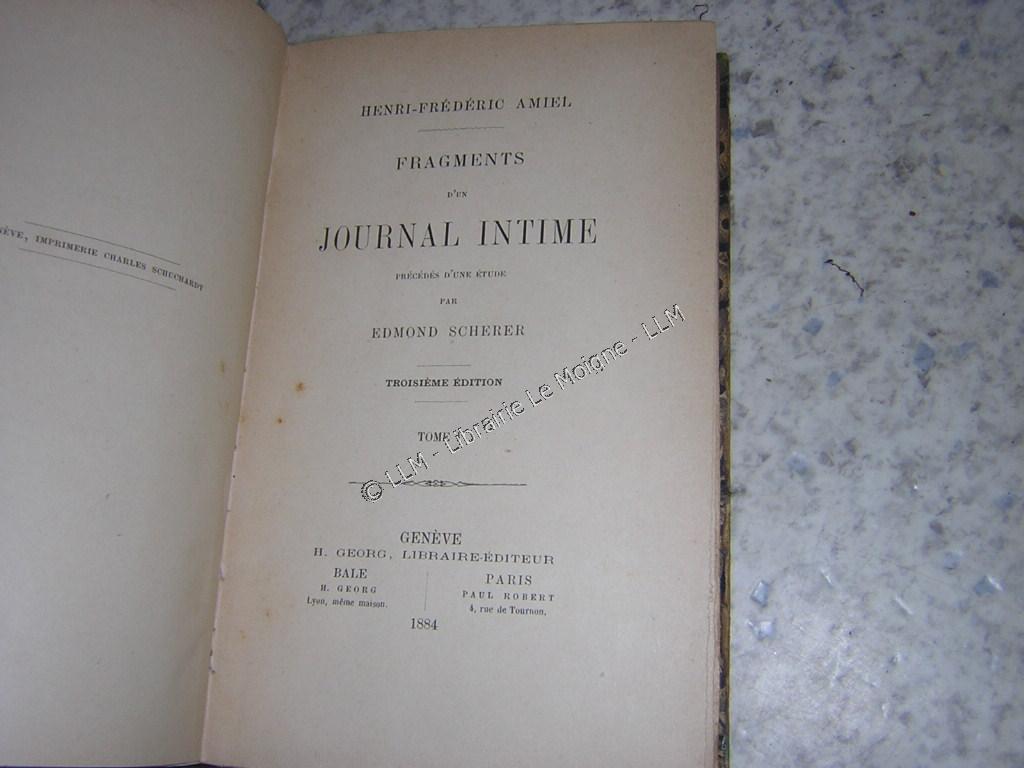 NÈVE, IMPRIMERIE CHARLES SCHUCHARDT
HENRI-FRÉDÉRIC AMIEL
FRAGMENTS
D'UN
JOURNAL INTIME
PRÉCÉDÉS D'UNE ÉTUDE
PAR
EDMOND SCHERER
TROISIÈME ÉDITION
TOME
© LLM - Librairie Le Moigne - LLM
GENÈVE
H. GEORG, LIBRAIRE-ÉDITEUR
BALE
H. GEORG
Lyon, même maison.
PARIS
PAUL ROBERT
4, rue de Tournon.
1884